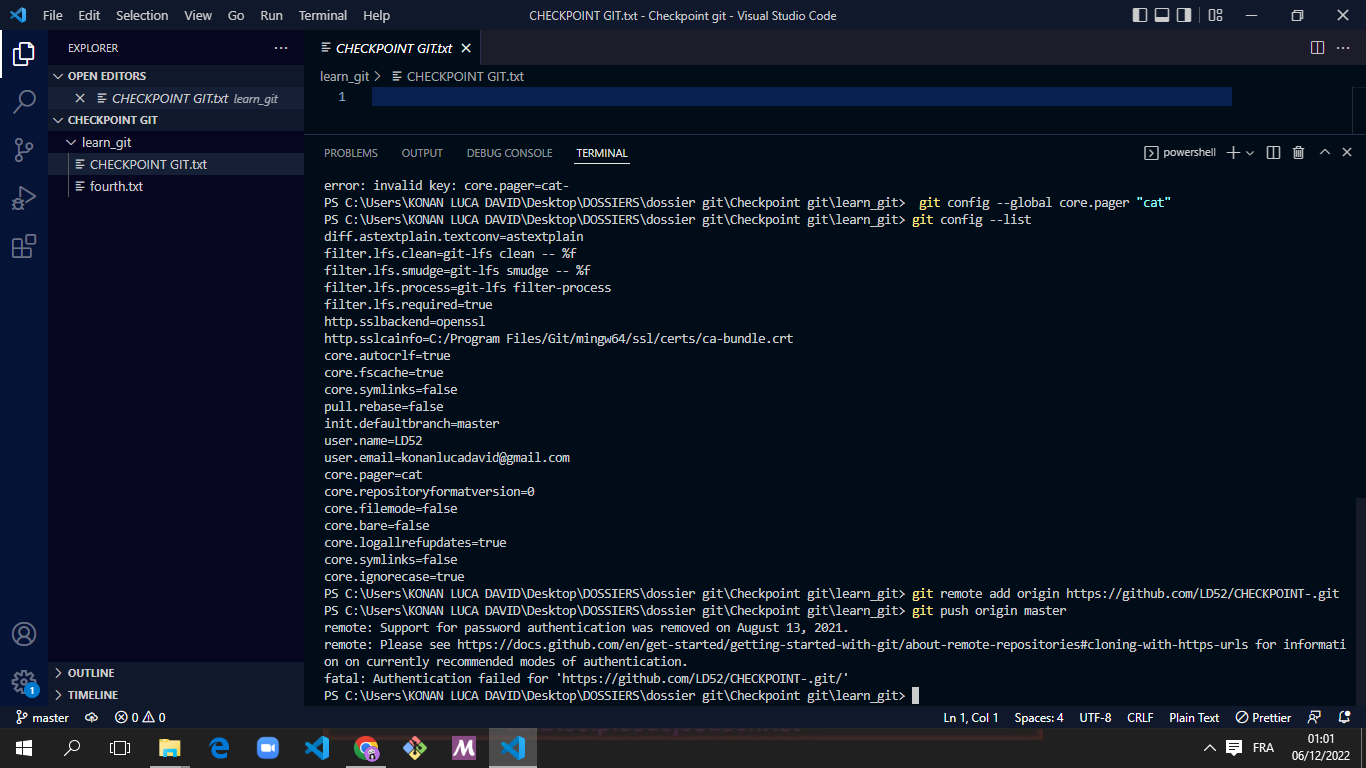 File Edit Selection View Go Run Terminal Help
CHECKPOINT GIT.txt - Checkpoint git - Visual Studio Code
EXPLORER
OPEN EDITORS
CHECKPOINT GIT.txt learn_git
CHECKPOINT GIT
learn_git
CHECKPOINT GIT.txt
fourth.txt
OUTLINE
TIMELINE
1
CHECKPOINT GIT.txt
learn_git > CHECKPOINT GIT.txt
1
PROBLEMS OUTPUT DEBUG CONSOLE TERMINAL
powershell
error: invalid key: core.pager=cat-
PS C:\Users\KONAN LUCA DAVID\Desktop\DOSSIERS\dossier git\Checkpoint git\learn_git>  git config --global core.pager "cat"
PS C:\Users\KONAN LUCA DAVID\Desktop\DOSSIERS\dossier git\Checkpoint git\learn_git> git config --list
diff.astextplain.textconv=astextplain
filter.lfs.clean=git-lfs clean -- %f
filter.lfs.smudge=git-lfs smudge -- %f
filter.lfs.process=git-lfs filter-process
filter.lfs.required=true
http.sslbackend=openssl
http.sslcainfo=C:/Program Files/Git/mingw64/ssl/certs/ca-bundle.crt
core.autocrlf=true
core.fscache=true
core.symlinks=false
pull.rebase=false
init.defaultbranch=master
user.name=LD52
user.email=konanlucadavid@gmail.com
core.pager=cat
core.repositoryformatversion=0
core.filemode=false
core.bare=false
core.logallrefupdates=true
core.symlinks=false
core.ignorecase=true
PS C:\Users\KONAN LUCA DAVID\Desktop\DOSSIERS\dossier git\Checkpoint git\learn_git> git remote add origin https://github.com/LD52/CHECKPOINT-.git
PS C:\Users\KONAN LUCA DAVID\Desktop\DOSSIERS\dossier git\Checkpoint git\learn_git> git push origin master
remote: Support for password authentication was removed on August 13, 2021.
remote: Please see https://docs.github.com/en/get-started/getting-started-with-git/about-remote-repositories#cloning-with-https-urls for informati
on on currently recommended modes of authentication.
fatal: Authentication failed for 'https://github.com/LD52/CHECKPOINT-.git/'
PS C:\Users\KONAN LUCA DAVID\Desktop\DOSSIERS\dossier git\Checkpoint git\learn_git>
master 0 0
Ln 1, Col 1 Spaces: 4 UTF-8 CRLF Plain Text Prettier
FRA
01:01
06/12/2022